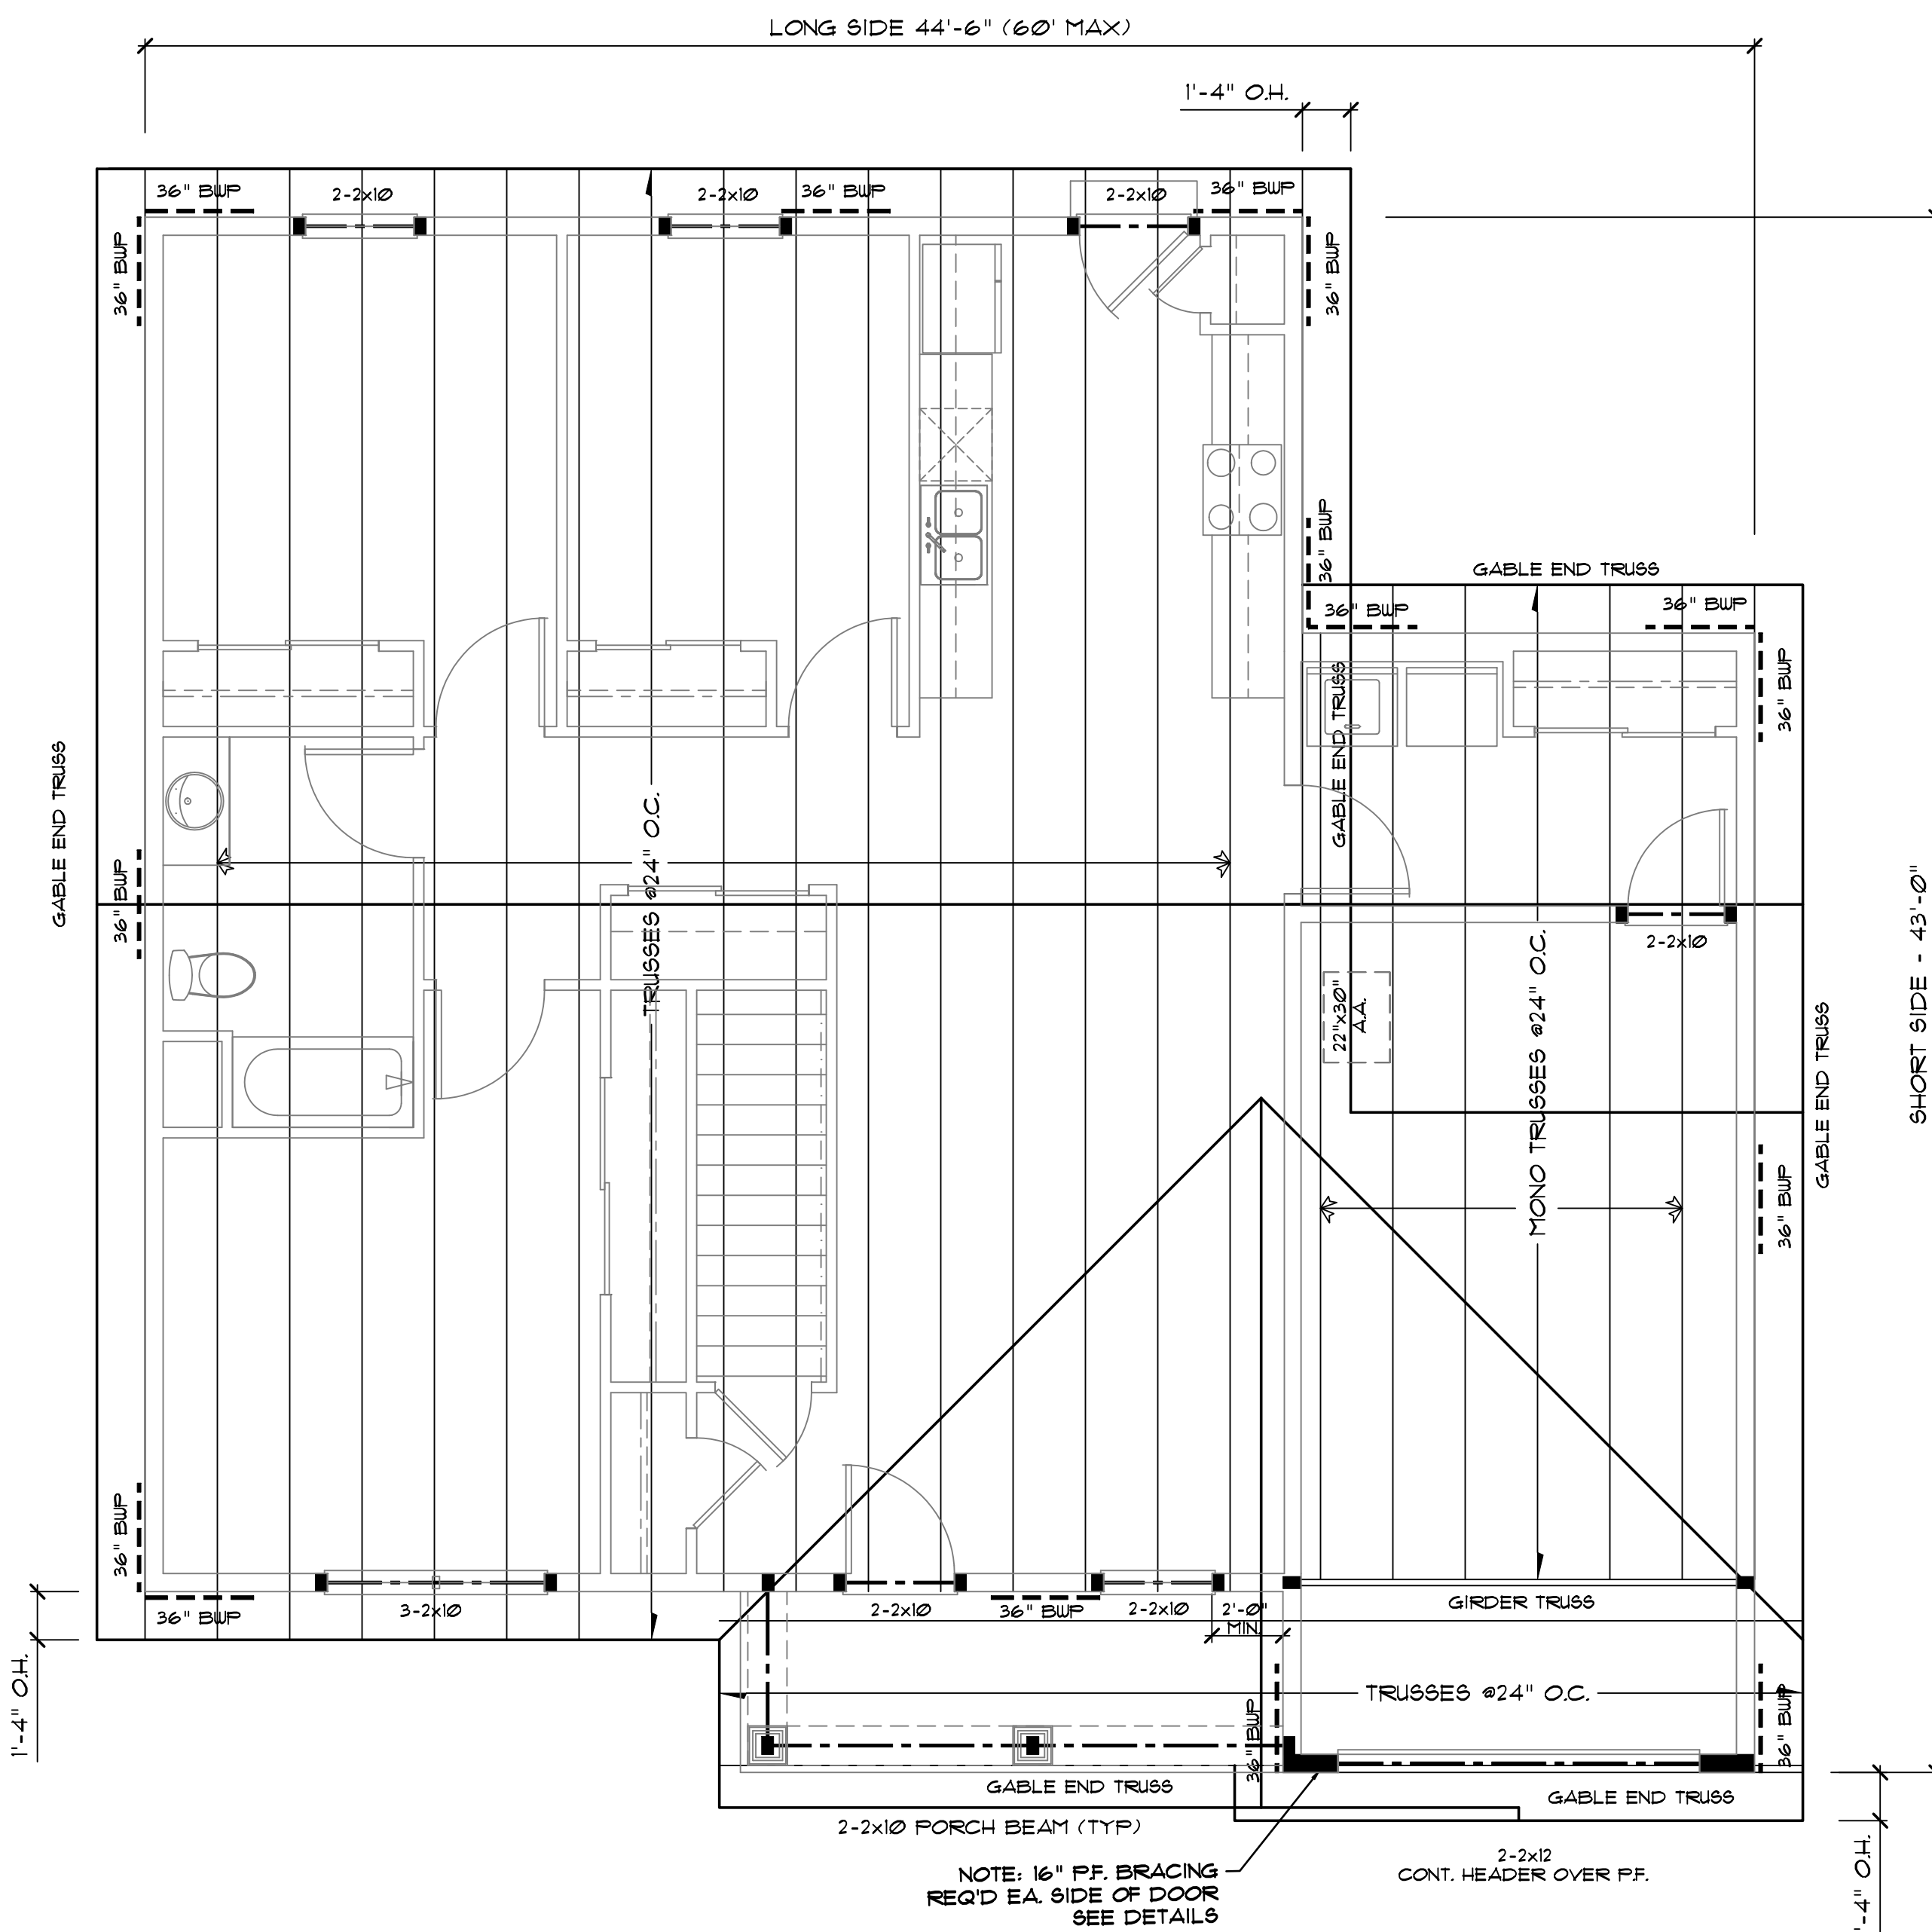 LONG SIDE 44'-6" (60' MAX)
1'-4" O.H.
36" BWP
2-2x10
2-2x10
36" BWP
2-2x10
36" BWP
36" BWP
36" BWP
36" BWP
GABLE END TRUSS
36" BWP
36" BWP
36" BWP
GABLE END TRUSS
GABLE END TRUSS
36" BWP
TRUSSES @24" O.C.
2-2x10
22"x30"
A.A.
MONO TRUSSES @24" O.C.
SHORT SIDE - 43'-0"
GABLE END TRUSS
36" BWP
36" BWP
36" BWP
3-2x10
2-2x10
36" BWP
2-2x10
2'-0"
MIN.
GIRDER TRUSS
1'-4" O.H.
TRUSSES @24" O.C.
36" BWP
36" BWP
GABLE END TRUSS
GABLE END TRUSS
2-2x10 PORCH BEAM (TYP)
2-2x12
CONT. HEADER OVER P.F.
NOTE: 16" P.F. BRACING
REQ'D EA. SIDE OF DOOR
SEE DETAILS
'-4" O.H.